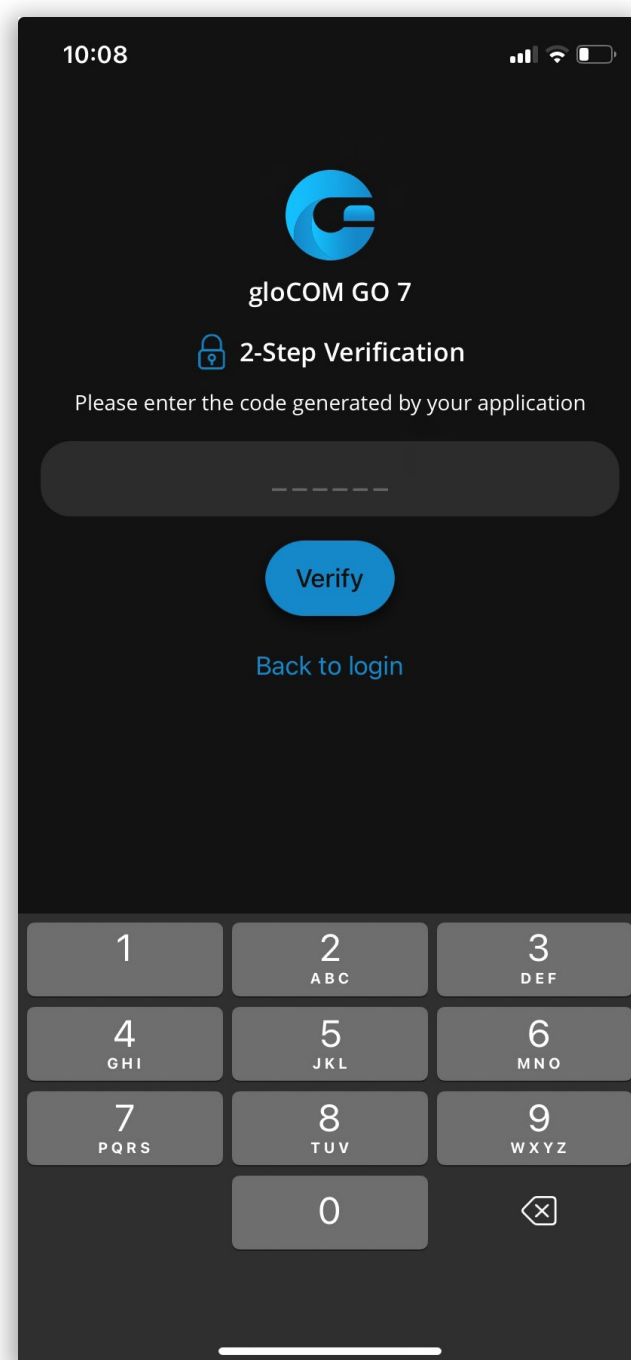 10:08
gloCOM GO 7
2-Step Verification
Please enter the code generated by your application
______
Verify
Back to login
1 2 3
ABC DEF
4 5 6
GHI JKL MNO
7 8 9
PQRS TUV WXYZ
0